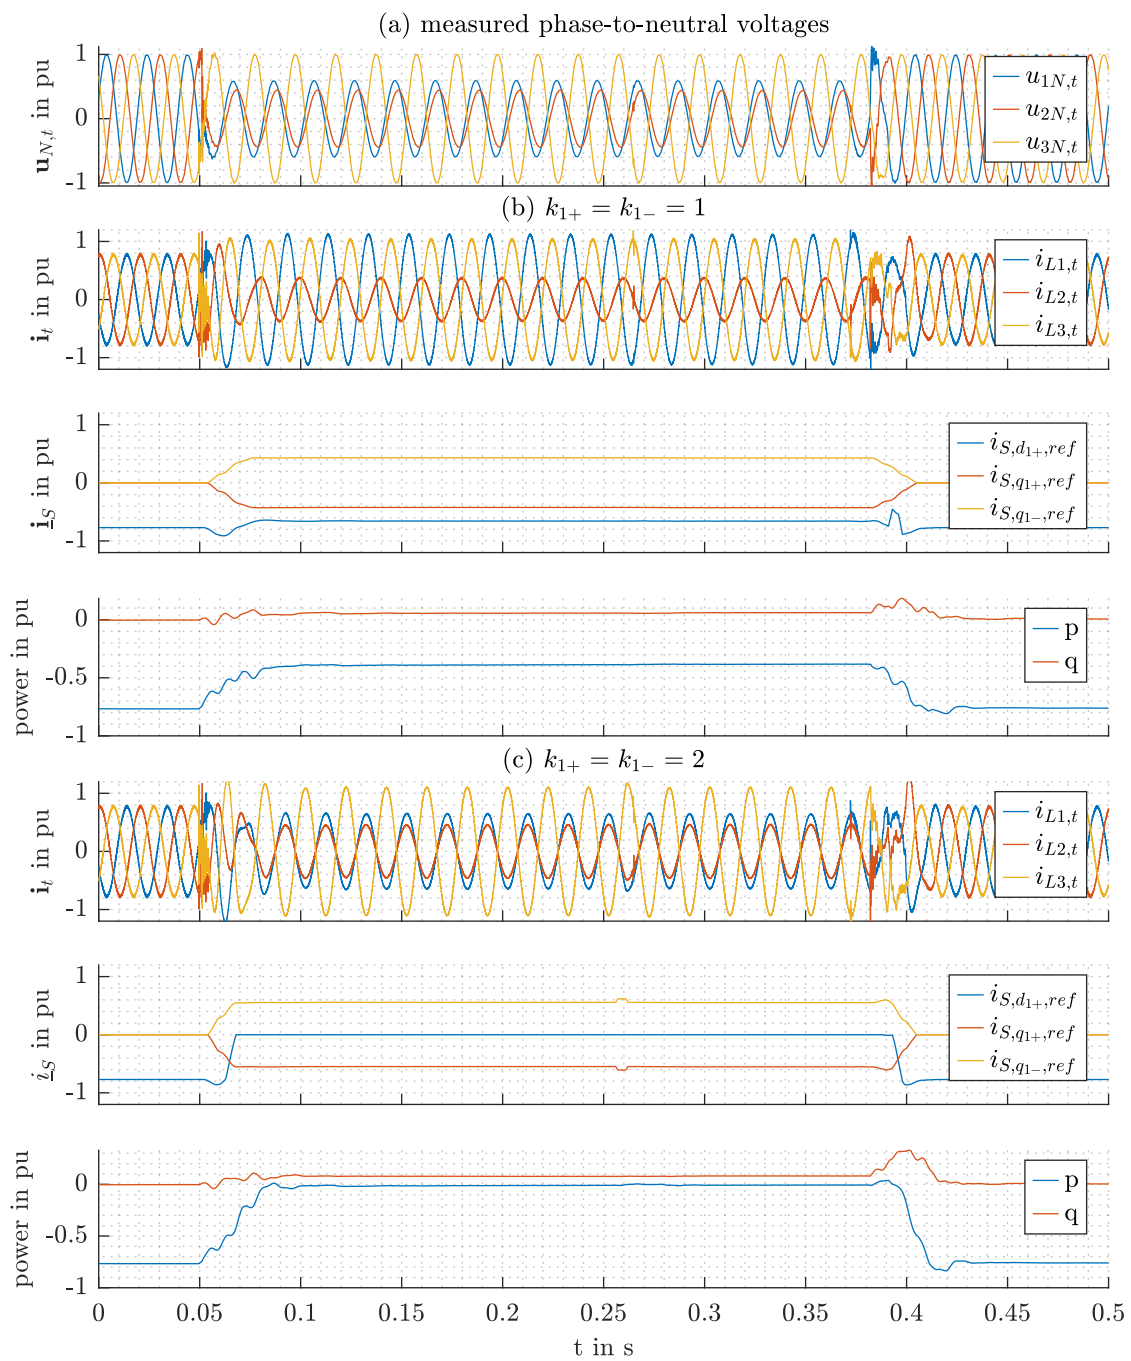 (a) measured phase-to-neutral voltages
u_{N,t} in pu
1
0
-1
u_{1N,t}
u_{2N,t}
u_{3N,t}
(b) k_{1+} = k_{1−} = 1
i_t in pu
1
0
-1
i_{L1,t}
i_{L2,t}
i_{L3,t}
i_S in pu
1
0
-1
i_{S,d_{1+},ref}
i_{S,q_{1+},ref}
i_{S,q_{1−},ref}
power in pu
0
-0.5
-1
p
q
(c) k_{1+} = k_{1−} = 2
i_t in pu
1
0
-1
i_{L1,t}
i_{L2,t}
i_{L3,t}
i_S in pu
1
0
-1
i_{S,d_{1+},ref}
i_{S,q_{1+},ref}
i_{S,q_{1−},ref}
power in pu
0
-0.5
-1
p
q
0 0.05 0.1 0.15 0.2 0.25 0.3 0.35 0.4 0.45 0.5
t in s